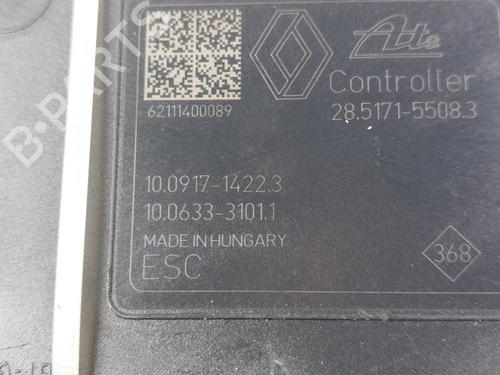 Ate
Controller
62111400089
28.5171-5508.3
10.0917-1422.3
10.0633-3101.1
MADE IN HUNGARY
ESC
368
B-PARTS